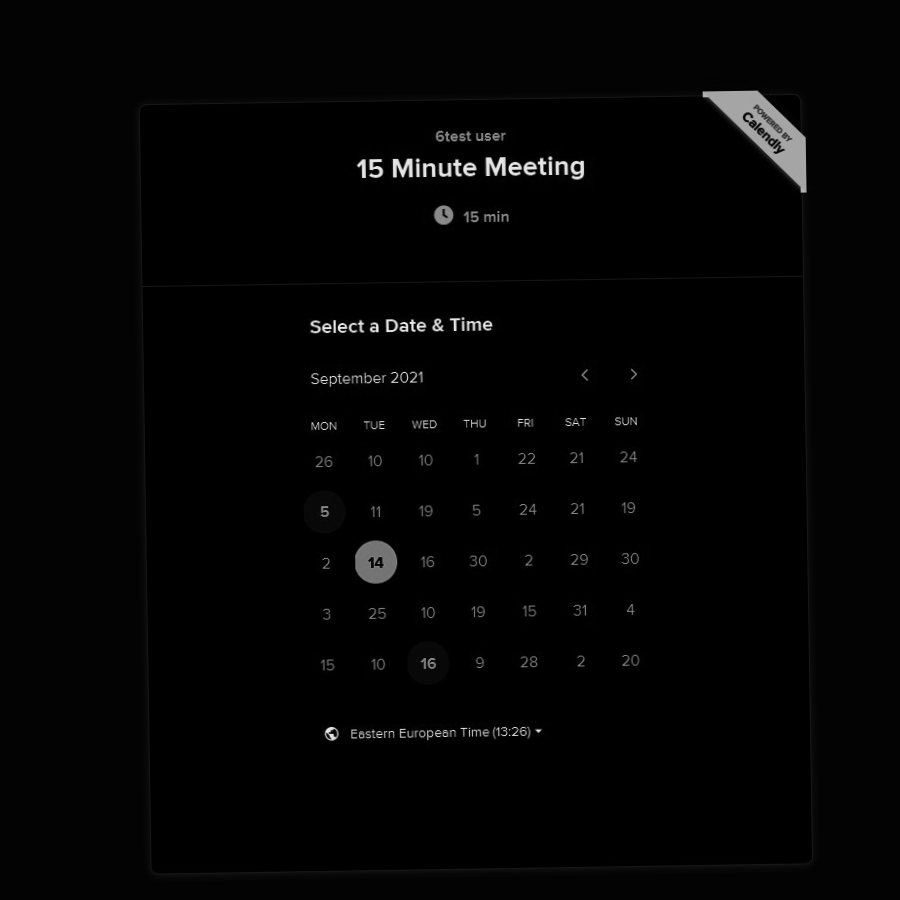 POWERED BY
Calendly
6test user
15 Minute Meeting
15 min
Select a Date & Time
September 2021
MON TUE WED THU FRI SAT SUN
26 10 10 1 22 21 24
5 11 19 5 24 21 19
2 14 16 30 2 29 30
3 25 10 19 15 31 4
15 10 16 9 28 2 20
Eastern European Time (13:26)